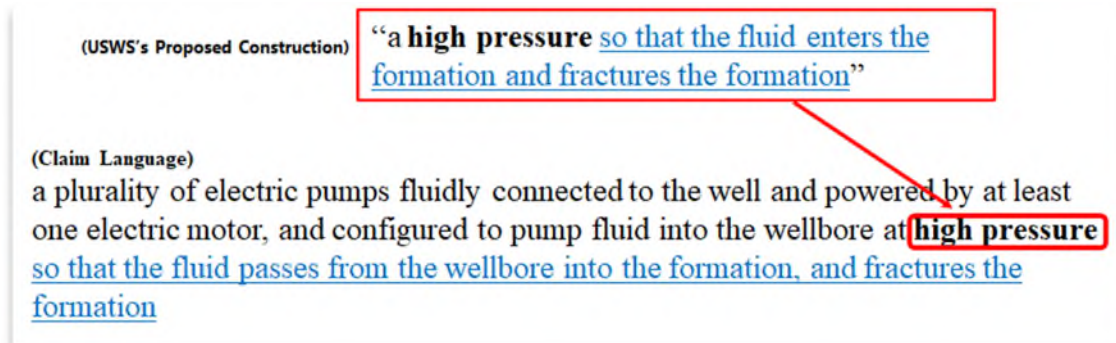 (USWS's Proposed Construction)
“a high pressure so that the fluid enters the
formation and fractures the formation”
(Claim Language)
a plurality of electric pumps fluidly connected to the well and powered by at least
one electric motor, and configured to pump fluid into the wellbore at high pressure
so that the fluid passes from the wellbore into the formation, and fractures the
formation